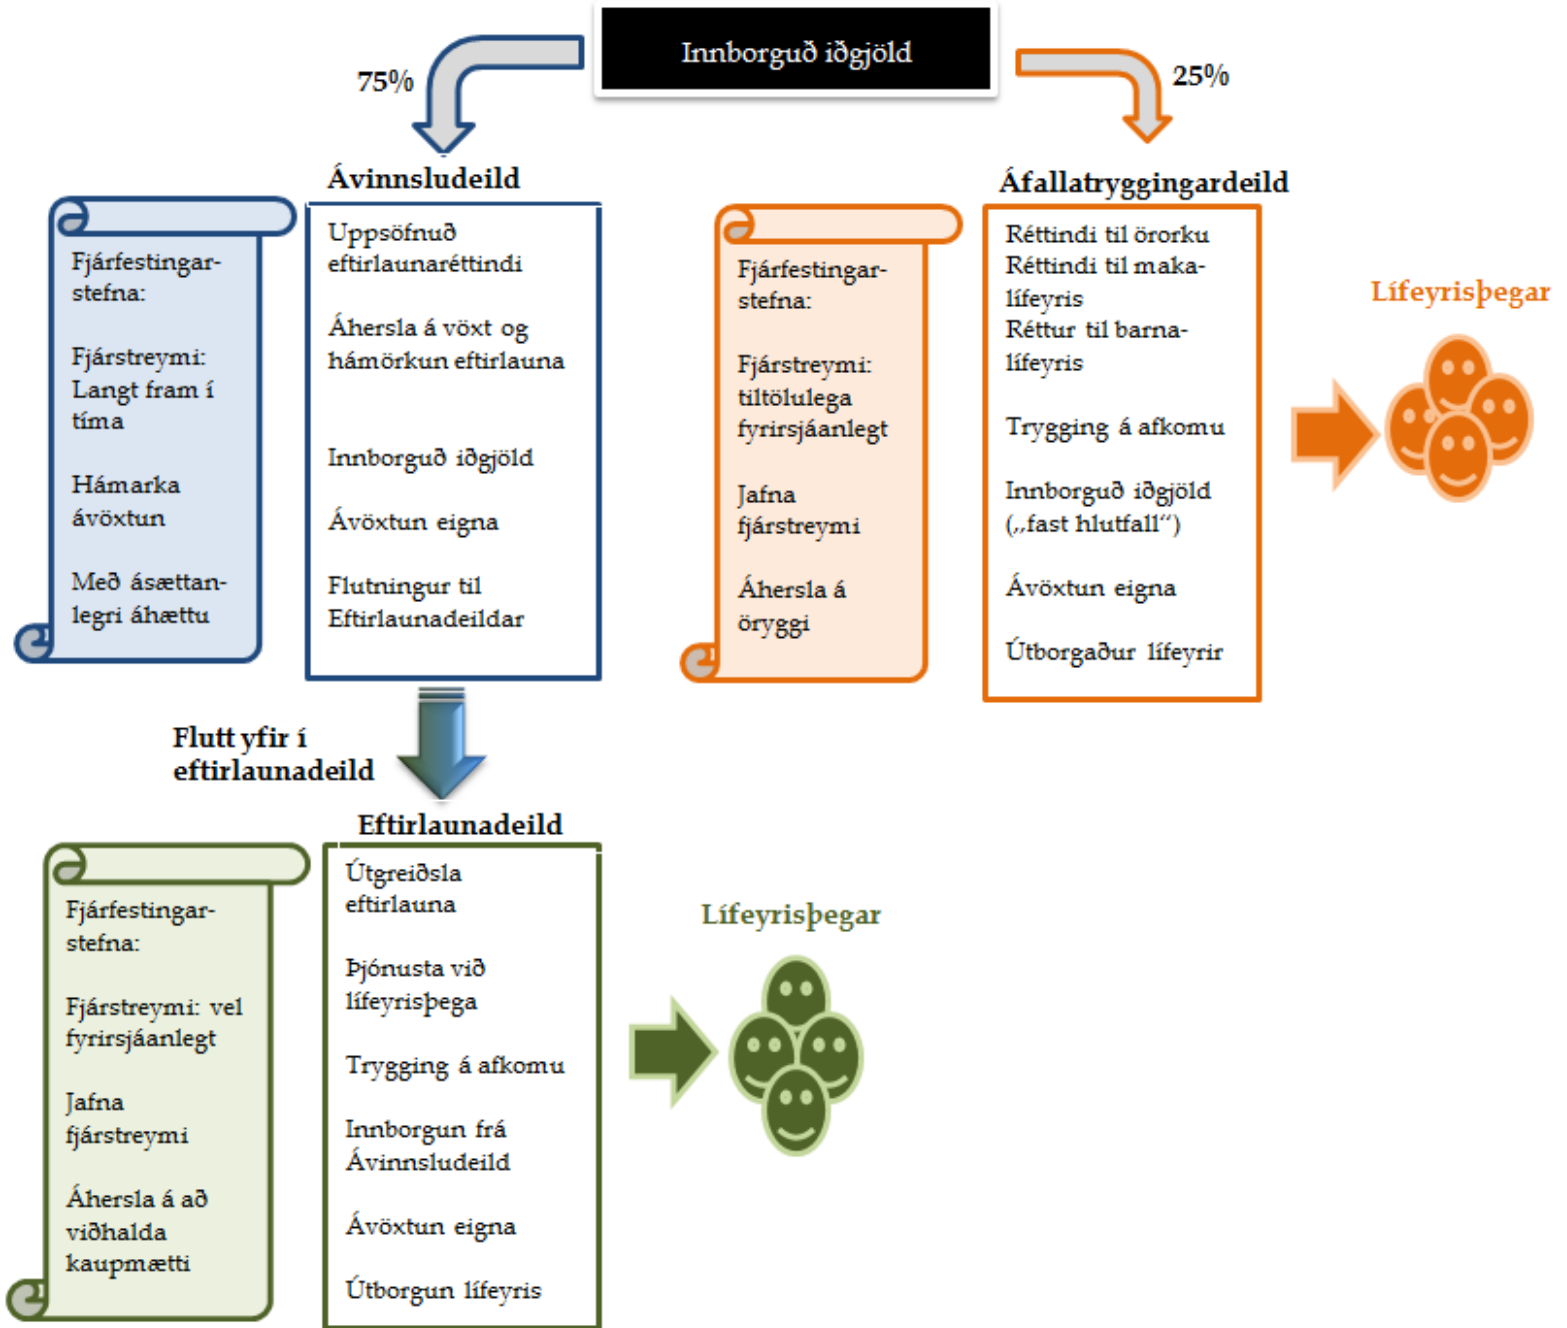 Innborguð iðgjöld
75%
25%
Ávinnsludeild
Fjárfestingar-
stefna:
Fjárstreymi:
Langt fram í
tíma
Hámarka
ávöxtun
Með ásættan-
legri áhættu
Uppsöfnuð
eftirlaunaréttindi
Áhersla á vöxt og
hámörkun eftirlauna
Innborguð iðgjöld
Ávöxtun eigna
Flutningur til
Eftirlaunadeildar
Áfallatryggingardeild
Fjárfestingar-
stefna:
Fjárstreymi:
tiltölulega
fyrirsjáanlegt
Jafna
fjárstreymi
Áhersla á
öryggi
Réttindi til örorku
Réttindi til maka-
lífeyris
Réttur til barna-
lífeyris
Trygging á afkomu
Innborguð iðgjöld
(„fast hlutfall“)
Ávöxtun eigna
Útborgaður lífeyrir
Lífeyrisþegar
Flutt yfir í
eftirlaunadeild
Eftirlaunadeild
Fjárfestingar-
stefna:
Fjárstreymi: vel
fyrirsjáanlegt
Jafna
fjárstreymi
Áhersla á að
viðhalda
kaupmætti
Útgreiðsla
eftirlauna
Þjónusta við
lífeyrisþega
Trygging á afkomu
Innborgun frá
Ávinnsludeild
Ávöxtun eigna
Útborgun lífeyris
Lífeyrisþegar